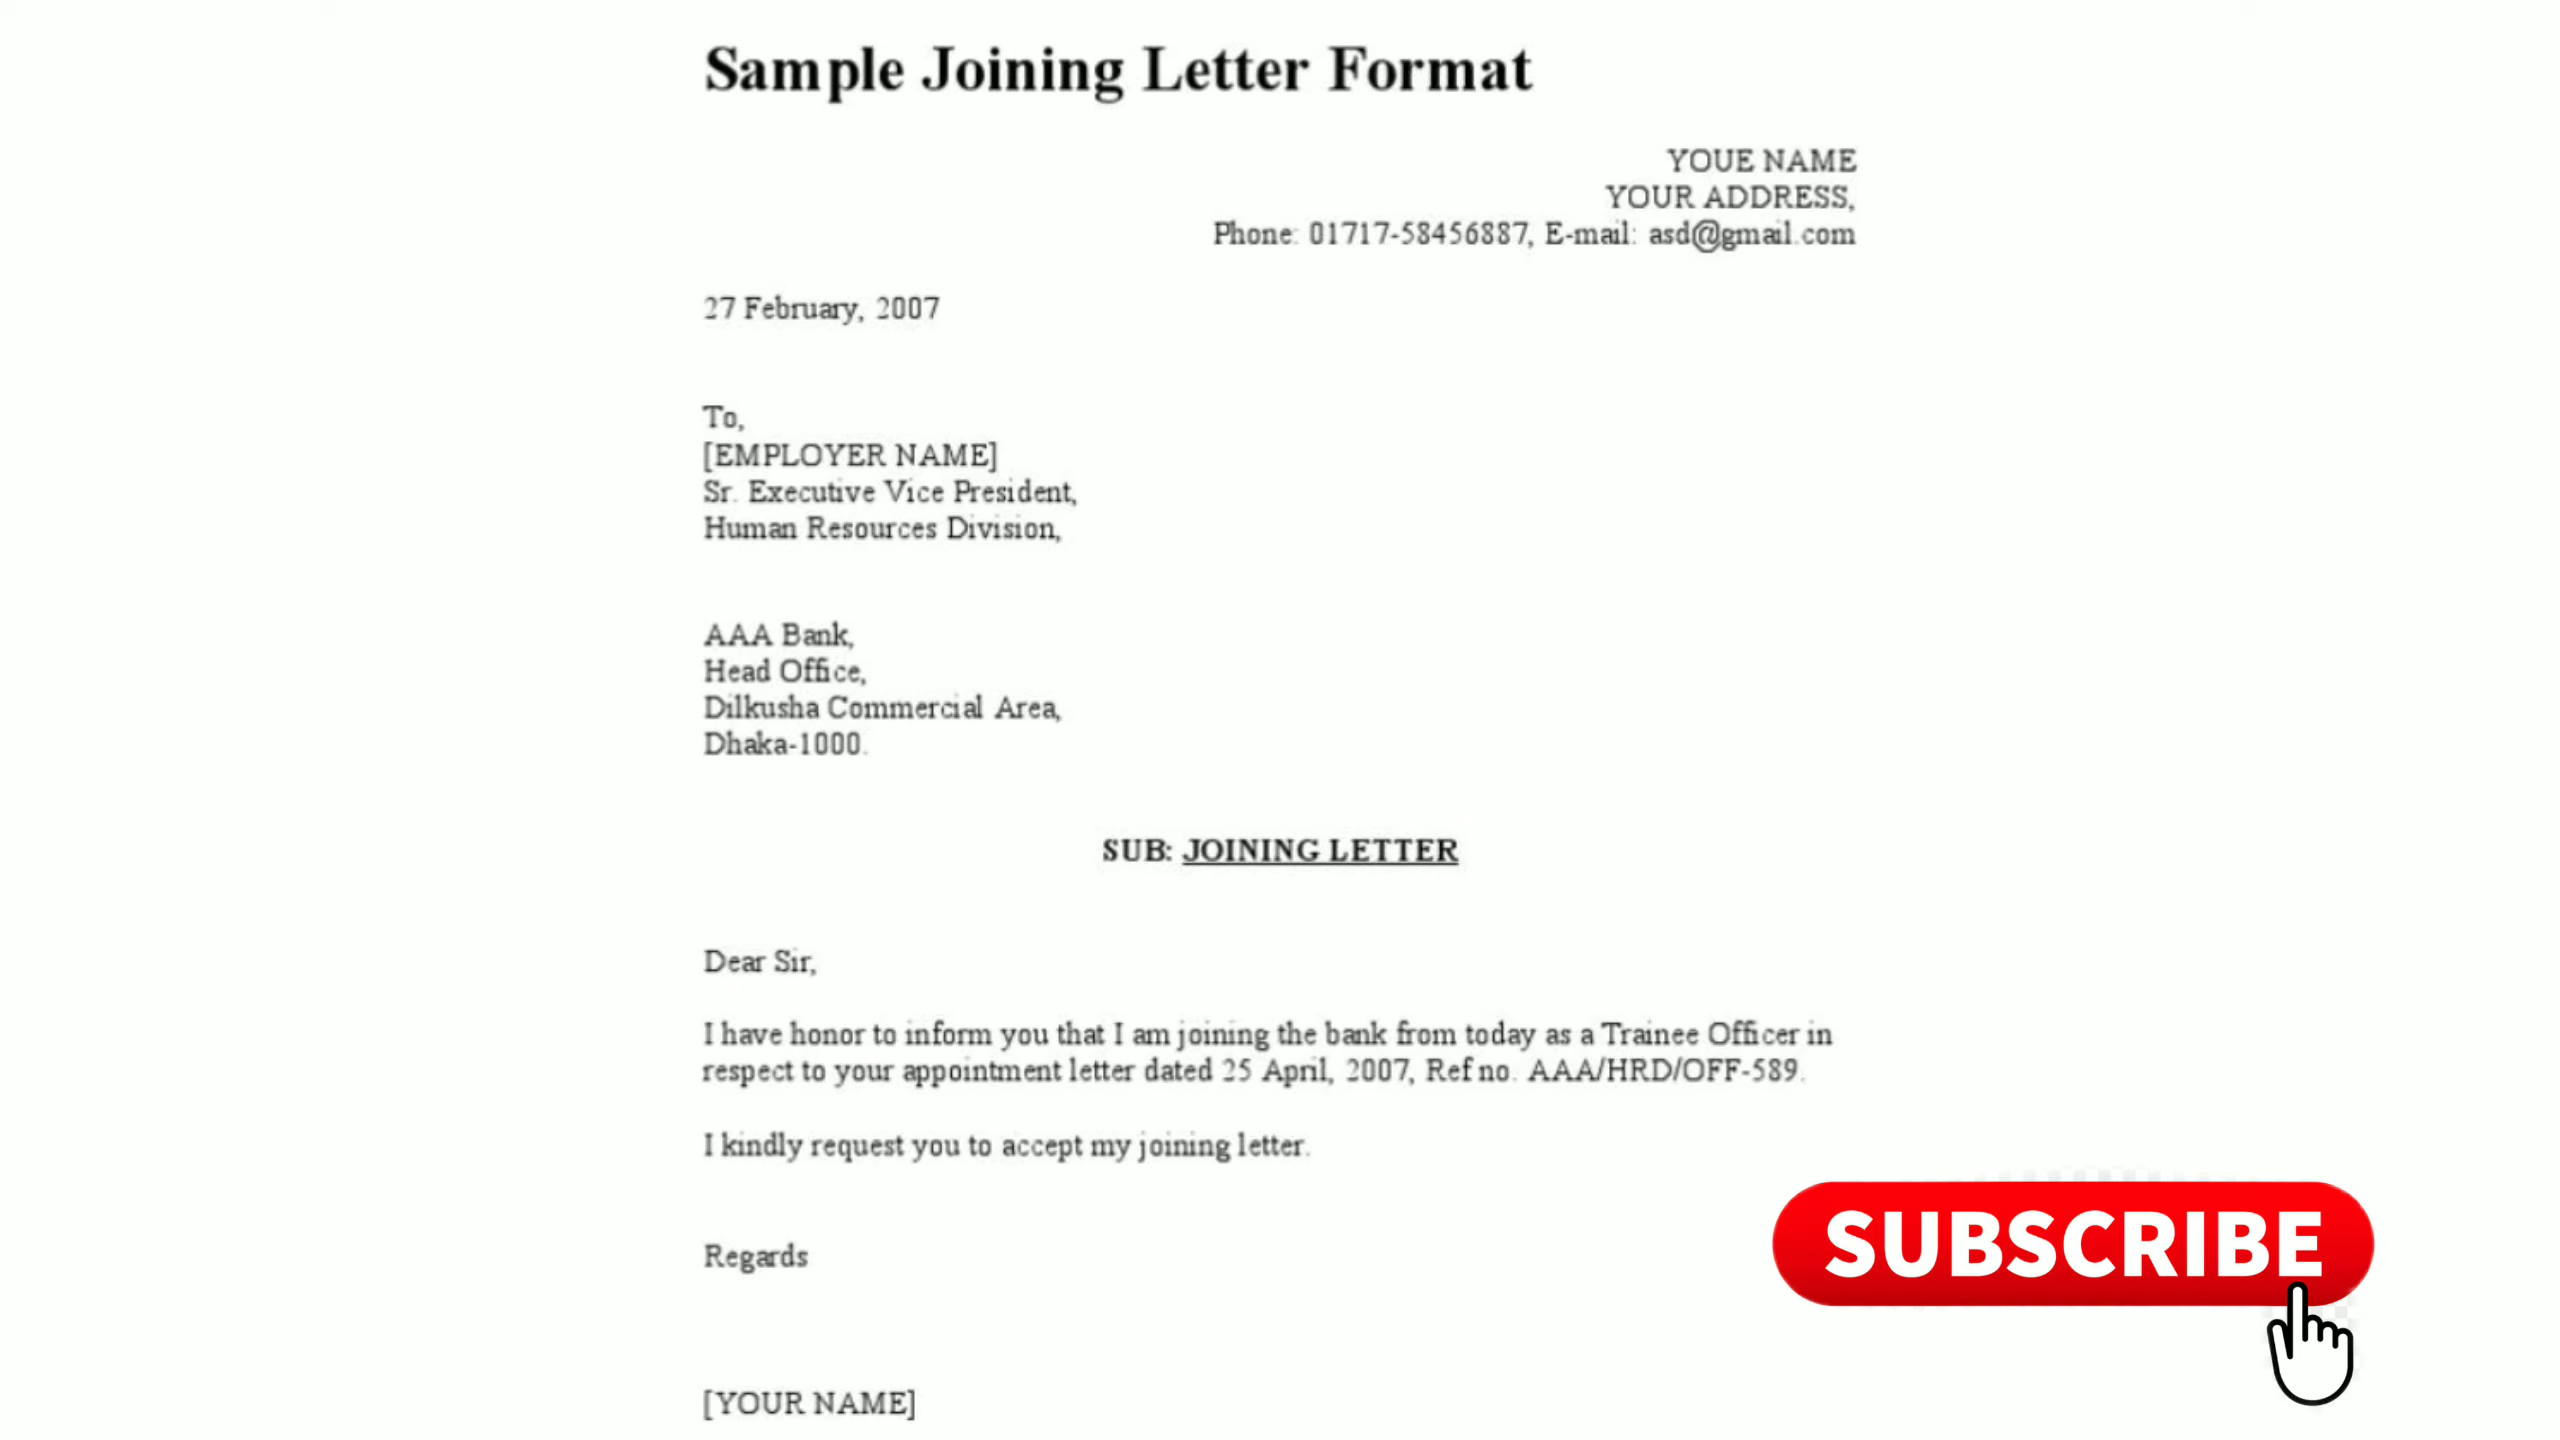 Sample Joining Letter Format
YOUE NAME
YOUR ADDRESS,
Phone: 01717-58456887, E-mail: asd@gmail.com
27 February, 2007
To,
[EMPLOYER NAME]
Sr. Executive Vice President,
Human Resources Division,
AAA Bank,
Head Office,
Dilkusha Commercial Area,
Dhaka-1000.
SUB: JOINING LETTER
Dear Sir,
I have honor to inform you that I am joining the bank from today as a Trainee Officer in
respect to your appointment letter dated 25 April, 2007, Ref no. AAA/HRD/OFF-589.
I kindly request you to accept my joining letter.
Regards
SUBSCRIBE
[YOUR NAME]